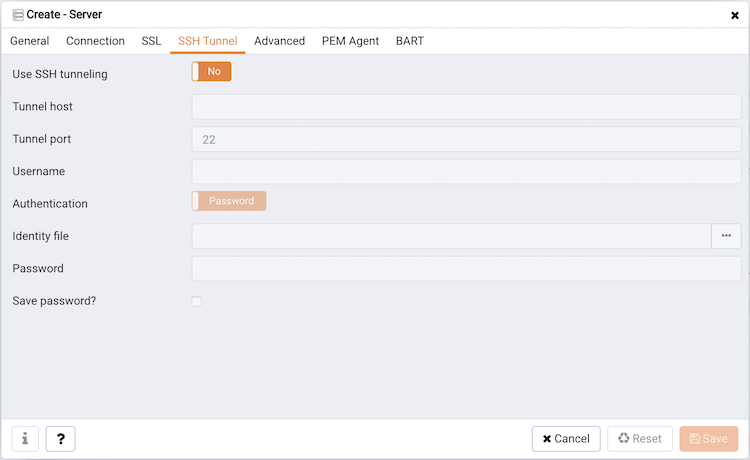 Create - Server
General Connection SSL SSH Tunnel Advanced PEM Agent BART
Use SSH tunneling No
Tunnel host
Tunnel port 22
Username
Authentication Password
Identity file
Password
Save password?
i ? Cancel Reset Save